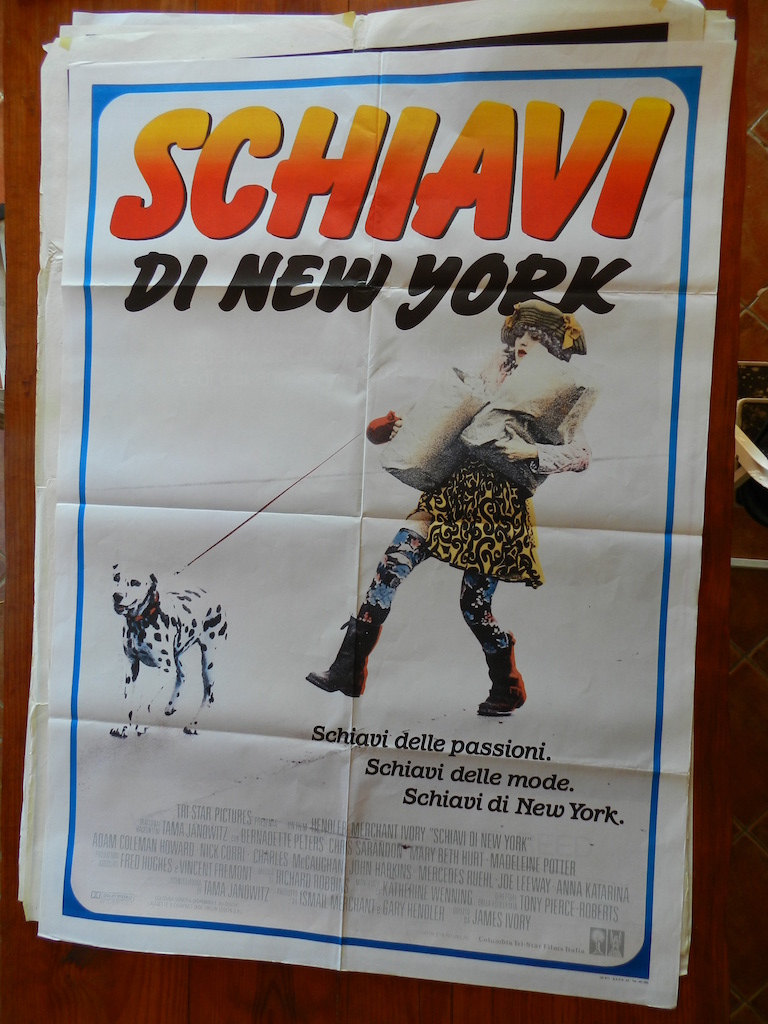 SCHIAVI
DI NEW YORK
Schiavi delle passioni.
Schiavi delle mode.
Schiavi di New York.
TRI STAR PICTURES HENDLER MERCHANT IVORY "SCHIAVI DI NEW YORK"
TAMA JANOWITZ BERNADETTE PETERS CHRIS SARANDON MARY BETH HURT MADELEINE POTTER
ADAM COLEMAN HOWARD NICK CORRI CHARLES McCAUGHAN JOHN HARKINS MERCEDES RUEHL JOE LEEWAY ANNA KATARINA
FRED HUGHES VINCENT FREMONT RICHARD ROBBINS KATHERINE WENNING TONY PIERCE-ROBERTS
TAMA JANOWITZ ISMAIL MERCHANT GARY HENDLER JAMES IVORY
Columbia Tri Star Films Italia